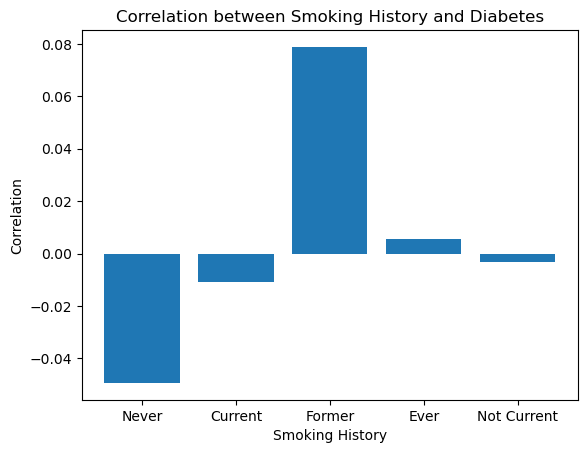 Correlation between Smoking History and Diabetes
Correlation
0.08
0.06
0.04
0.02
0.00
−0.02
−0.04
Never Current Former Ever Not Current
Smoking History